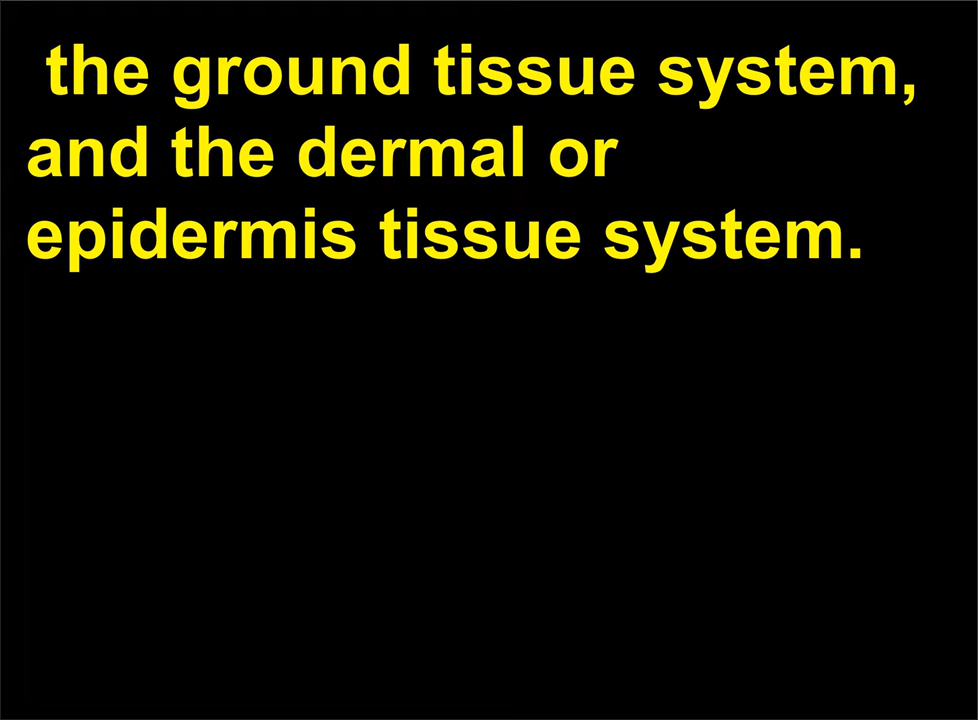 the ground tissue system,
and the dermal or
epidermis tissue system.